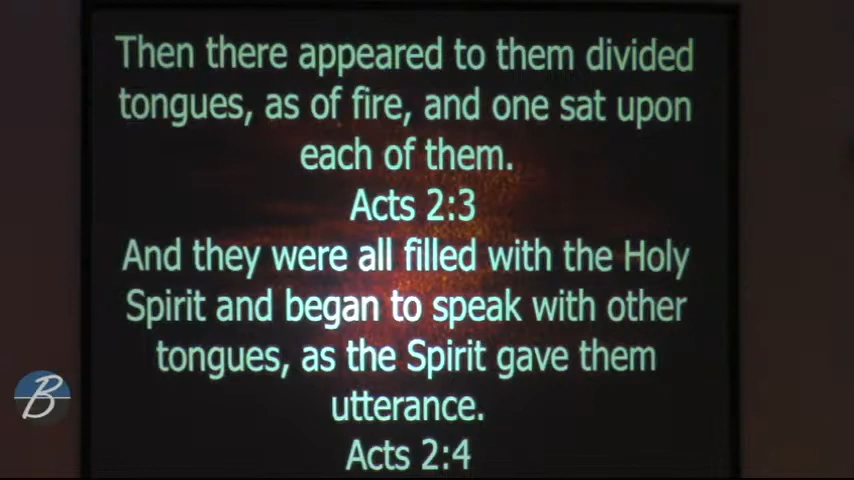 Then there appeared to them divided
tongues, as of fire, and one sat upon
each of them.
Acts 2:3
And they were all filled with the Holy
Spirit and began to speak with other
tongues, as the Spirit gave them
utterance.
Acts 2:4
B